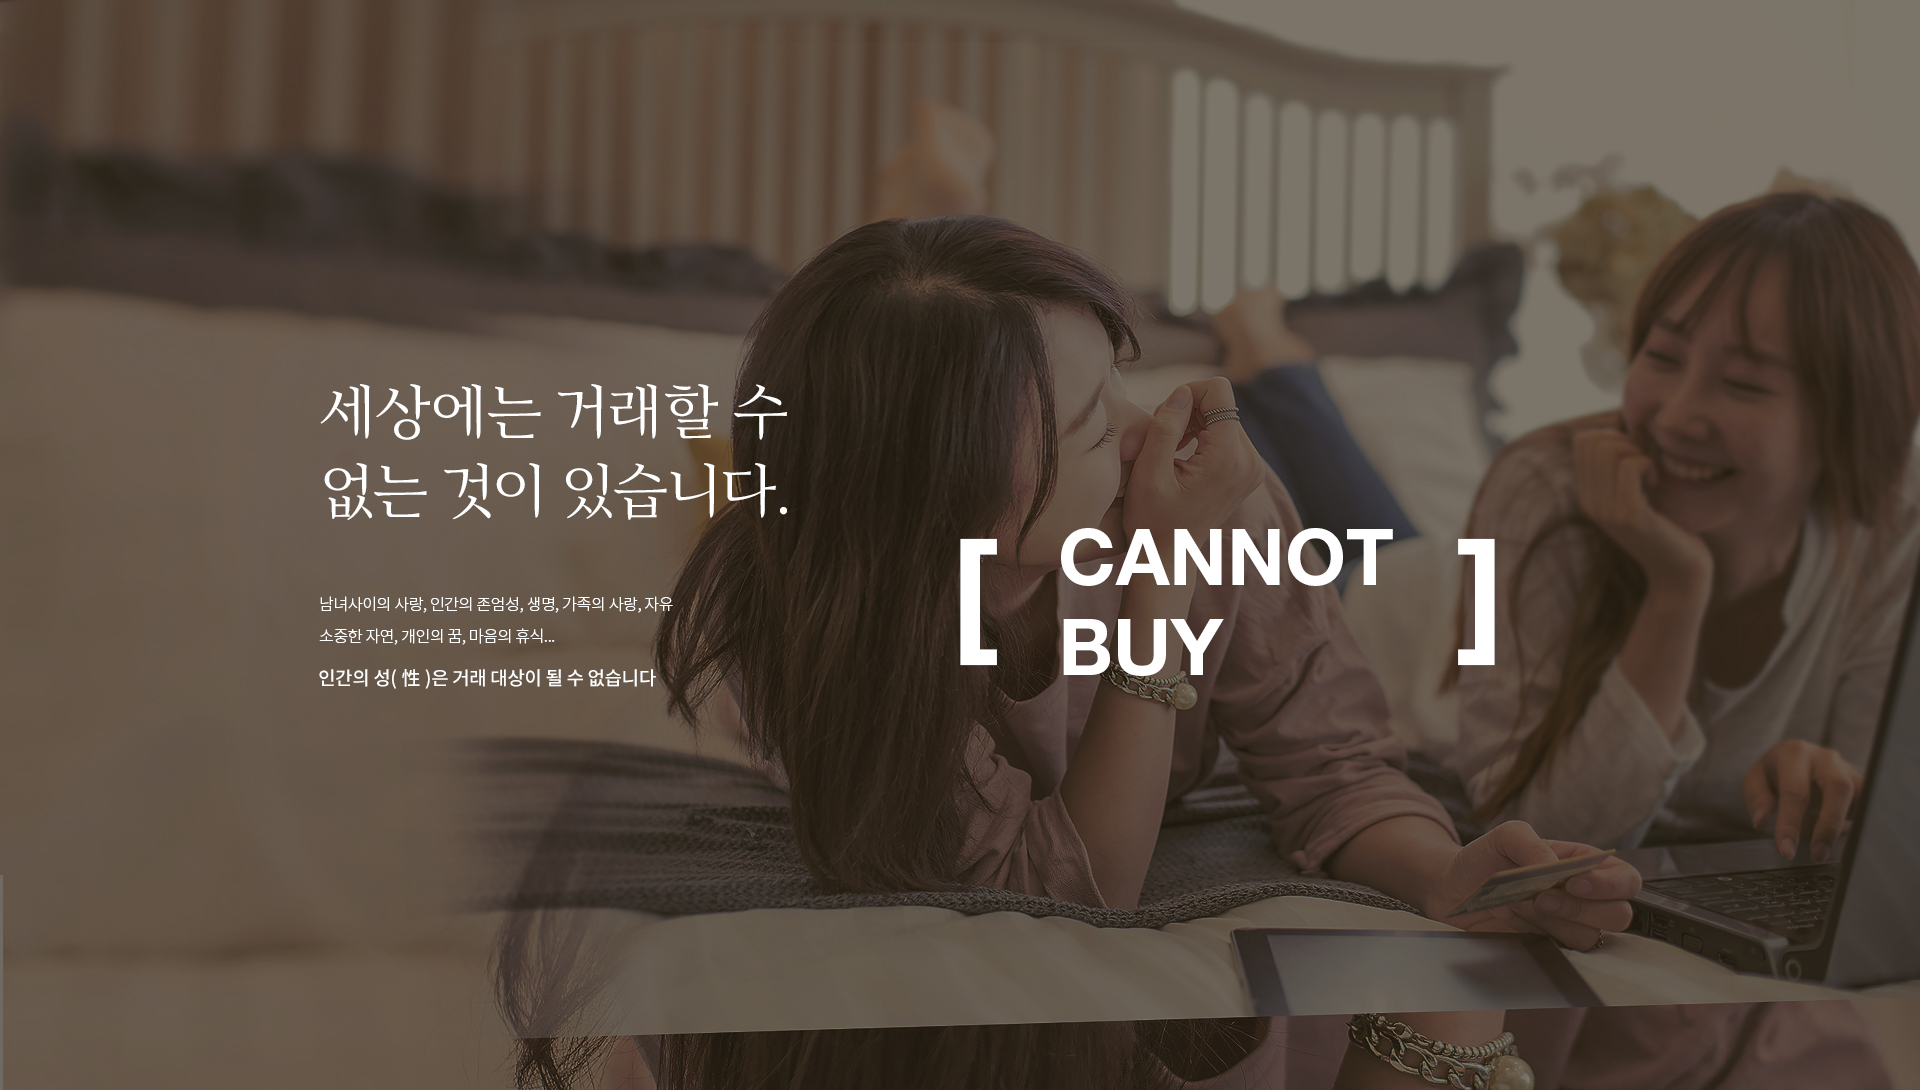 세상에는 거래할 수
없는 것이 있습니다.
남녀사이의 사랑, 인간의 존엄성, 생명, 가족의 사랑, 자유
소중한 자연, 개인의 꿈, 마음의 휴식...
인간의 성( 性 )은 거래 대상이 될 수 없습니다
[ CANNOT
BUY ]